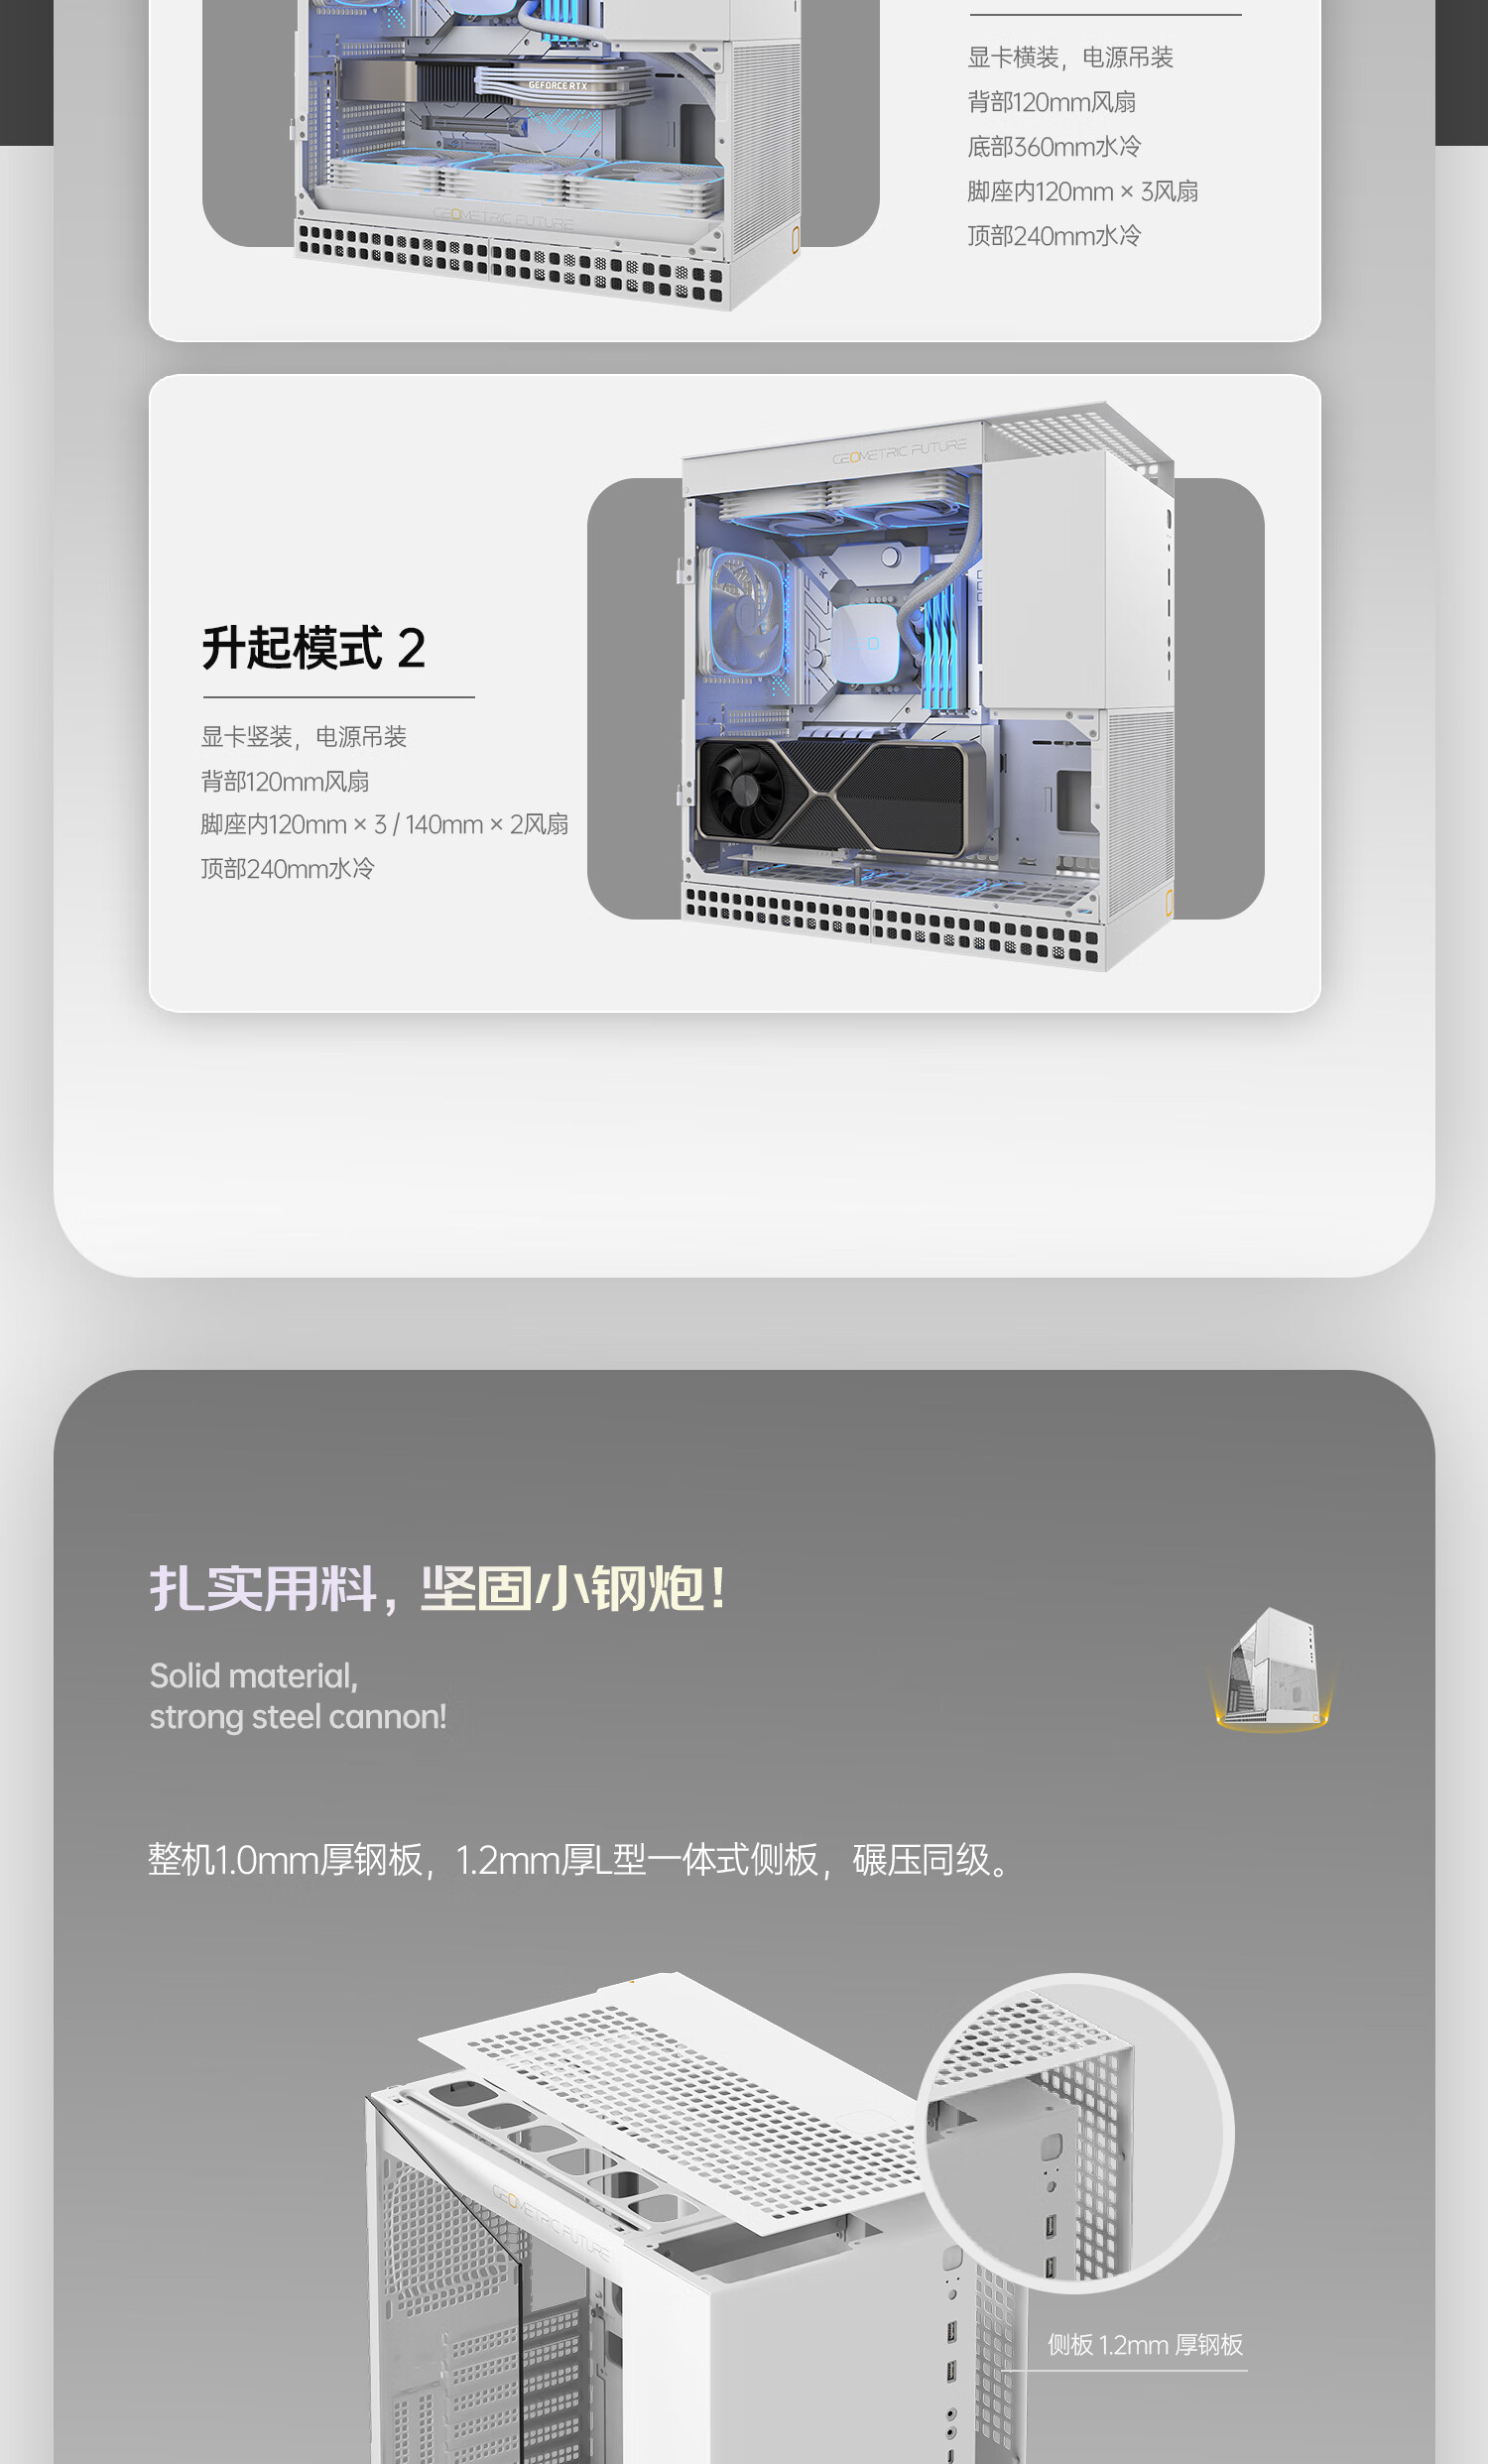 GEFORCE RTX
GEOMETRIC FUTURE
显卡横装，电源吊装
背部120mm风扇
底部360mm水冷
脚座内120mm × 3风扇
顶部240mm水冷
GEOMETRIC FUTURE
升起模式 2
显卡竖装，电源吊装
背部120mm风扇
脚座内120mm × 3 / 140mm × 2风扇
顶部240mm水冷
扎实用料，坚固小钢炮！
Solid material,
strong steel cannon!
整机1.0mm厚钢板，1.2mm厚L型一体式侧板，碾压同级。
GEOMETRIC FUTURE
侧板 1.2mm 厚钢板